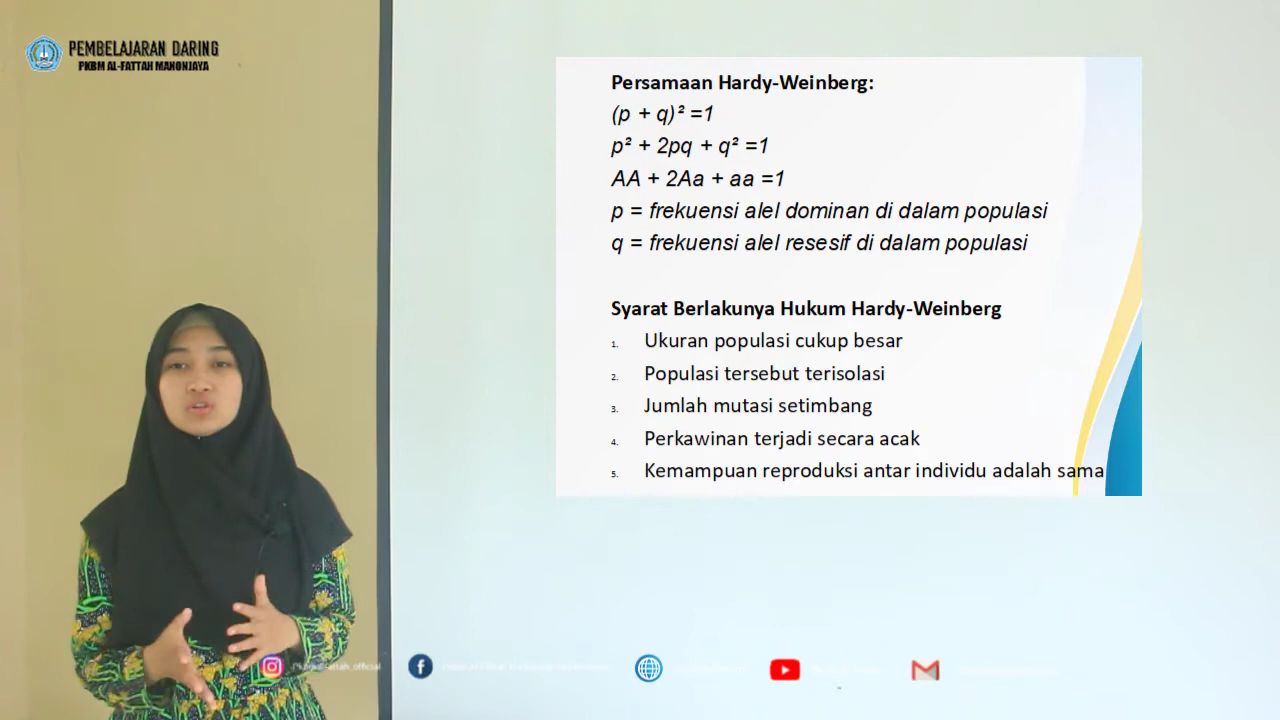 PEMBELAJARAN DARING
PKBM AL-FATTAH MANONJAYA
Persamaan Hardy-Weinberg:
(p + q)² =1
p² + 2pq + q² =1
AA + 2Aa + aa =1
p = frekuensi alel dominan di dalam populasi
q = frekuensi alel resesif di dalam populasi
Syarat Berlakunya Hukum Hardy-Weinberg
1. Ukuran populasi cukup besar
2. Populasi tersebut terisolasi
3. Jumlah mutasi setimbang
4. Perkawinan terjadi secara acak
5. Kemampuan reproduksi antar individu adalah sama